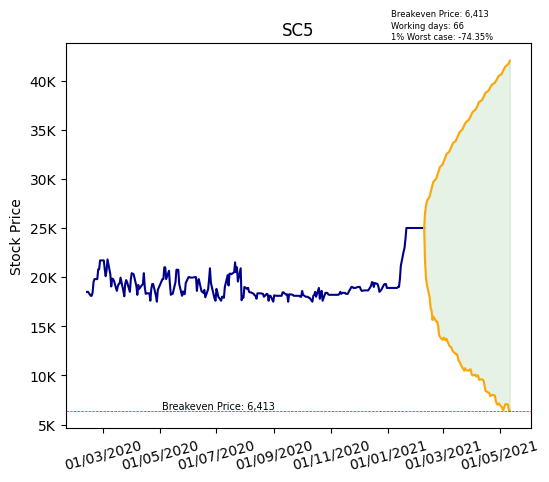 Breakeven Price: 6,413
Working days: 66
1% Worst case: -74.35%
SC5
Stock Price
40K
35K
30K
25K
20K
15K
10K
5K
Breakeven Price: 6,413
01/03/2020 01/05/2020 01/07/2020 01/09/2020 01/11/2020 01/01/2021 01/03/2021 01/05/2021